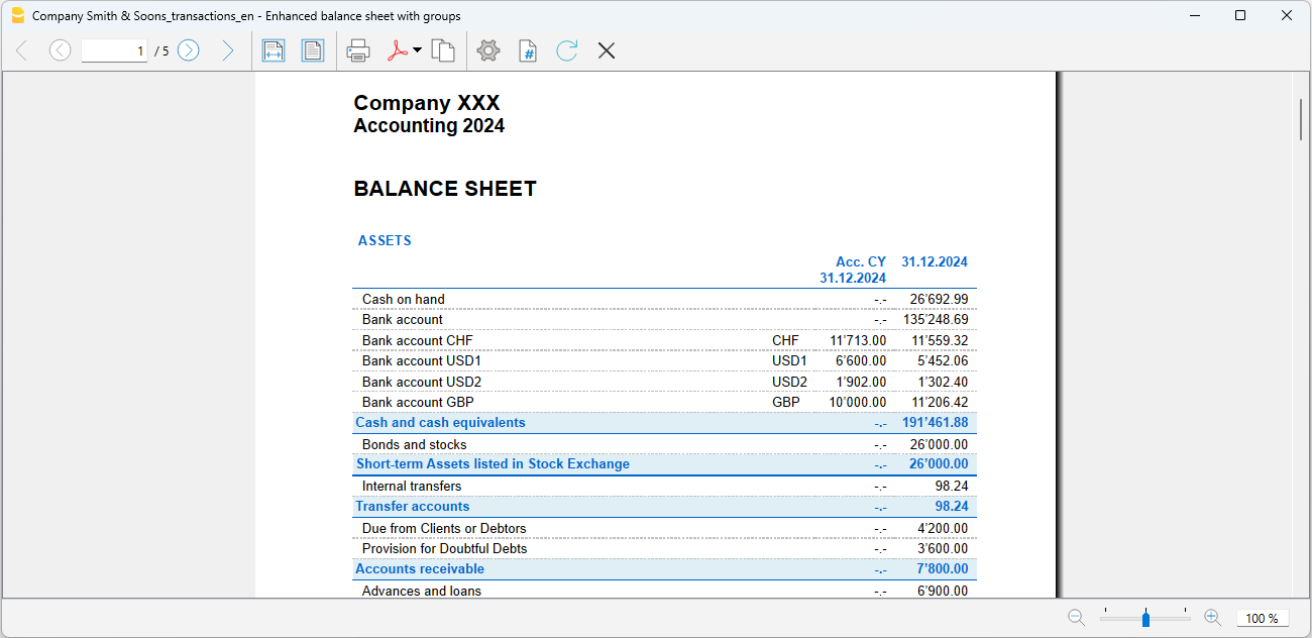 Company Smith & Soons_transactions_en - Enhanced balance sheet with groups
1 / 5
Company XXX
Accounting 2024
BALANCE SHEET
ASSETS
Acc. CY 31.12.2024
31.12.2024
Cash on hand -.- 26'692.99
Bank account -.- 135'248.69
Bank account CHF CHF 11'713.00 11'559.32
Bank account USD1 USD1 6'600.00 5'452.06
Bank account USD2 USD2 1'902.00 1'302.40
Bank account GBP GBP 10'000.00 11'206.42
Cash and cash equivalents -.- 191'461.88
Bonds and stocks -.- 26'000.00
Short-term Assets listed in Stock Exchange -.- 26'000.00
Internal transfers -.- 98.24
Transfer accounts -.- 98.24
Due from Clients or Debtors -.- 4'200.00
Provision for Doubtful Debts -.- 3'600.00
Accounts receivable -.- 7'800.00
Advances and loans -.- 6'900.00
100 %